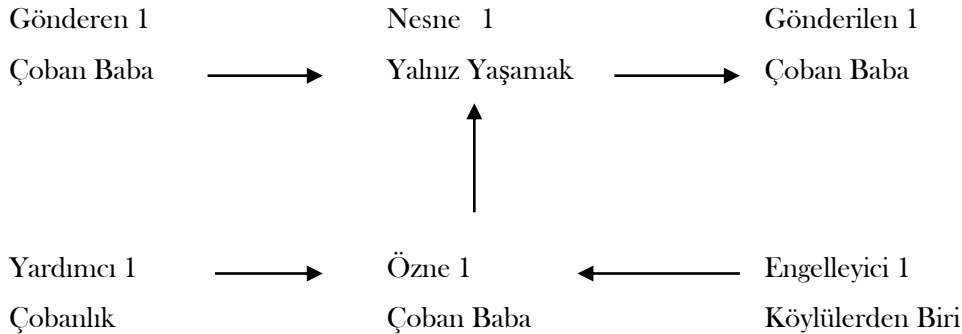 Gönderen 1 Nesne 1 Gönderilen 1
Çoban Baba Yalnız Yaşamak Çoban Baba
Yardımcı 1 Özne 1 Engelleyici 1
Çobanlık Çoban Baba Köylülerden Biri